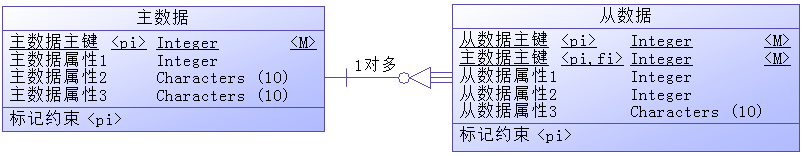 主数据
主数据主键 <pi> Integer <M>
主数据属性1 Integer
主数据属性2 Characters (10)
主数据属性3 Characters (10)
标记约束 <pi>
1对多
从数据
从数据主键 <pi> Integer <M>
主数据主键 <pi,fi> Integer <M>
从数据属性1 Integer
从数据属性2 Integer
从数据属性3 Characters (10)
标记约束 <pi>